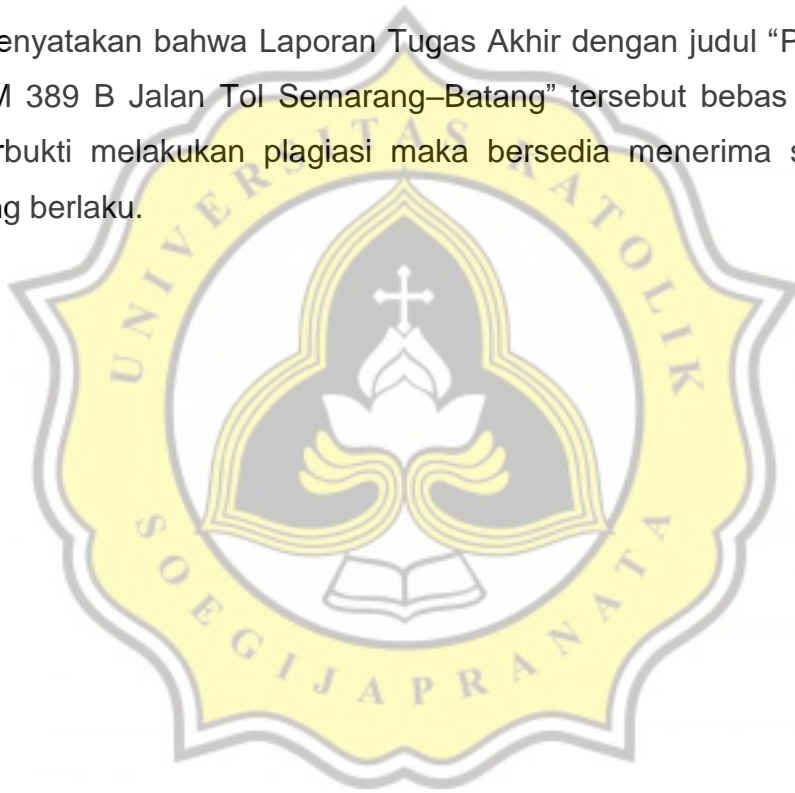 enyatakan bahwa Laporan Tugas Akhir dengan judul “P
M 389 B Jalan Tol Semarang–Batang” tersebut bebas
rbukti melakukan plagiasi maka bersedia menerima s
ng berlaku.
UNIVERSITAS KATOLIK
SOEGIJAPRANATA